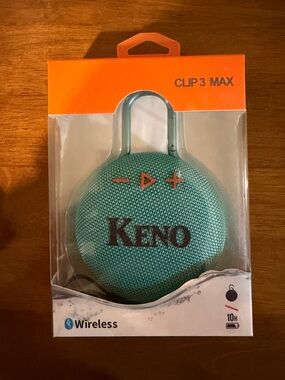 CLIP 3 MAX
KENO
10H
Wireless